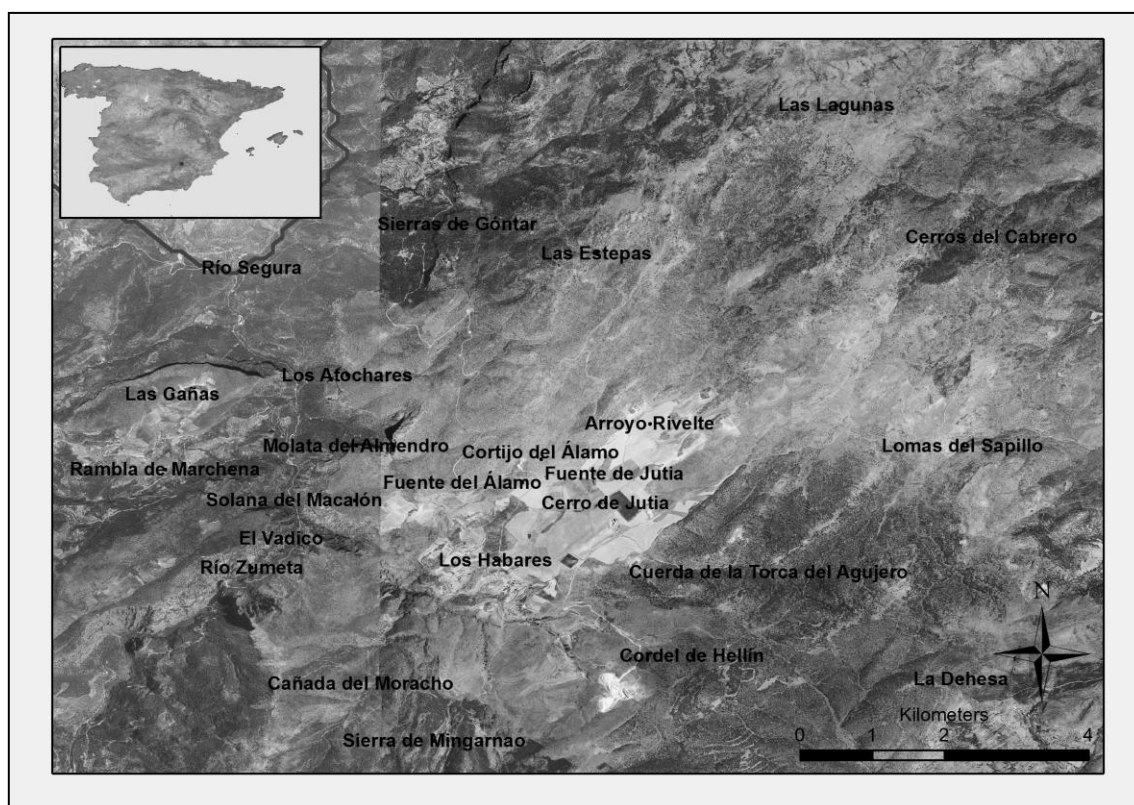 Las Lagunas
Sierras de Góntar
Cerros del Cabrero
Las Estepas
Río Segura
Los Atochares
Las Gañas
Arroyo Rivelte
Molata del Almendro
Lomas del Sapillo
Cortijo del Álamo
Rambla de Marchena
Fuente de Jutia
Fuente del Álamo
Solana del Macalón
Cerro de Jutia
El Vadico
Los Habares
Río Zumeta
Cuerda de la Torca del Agujero
N
Cordel de Hellín
La Dehesa
Cañada del Moracho
Kilometers
0 1 2 4
Sierra de Mingarnao